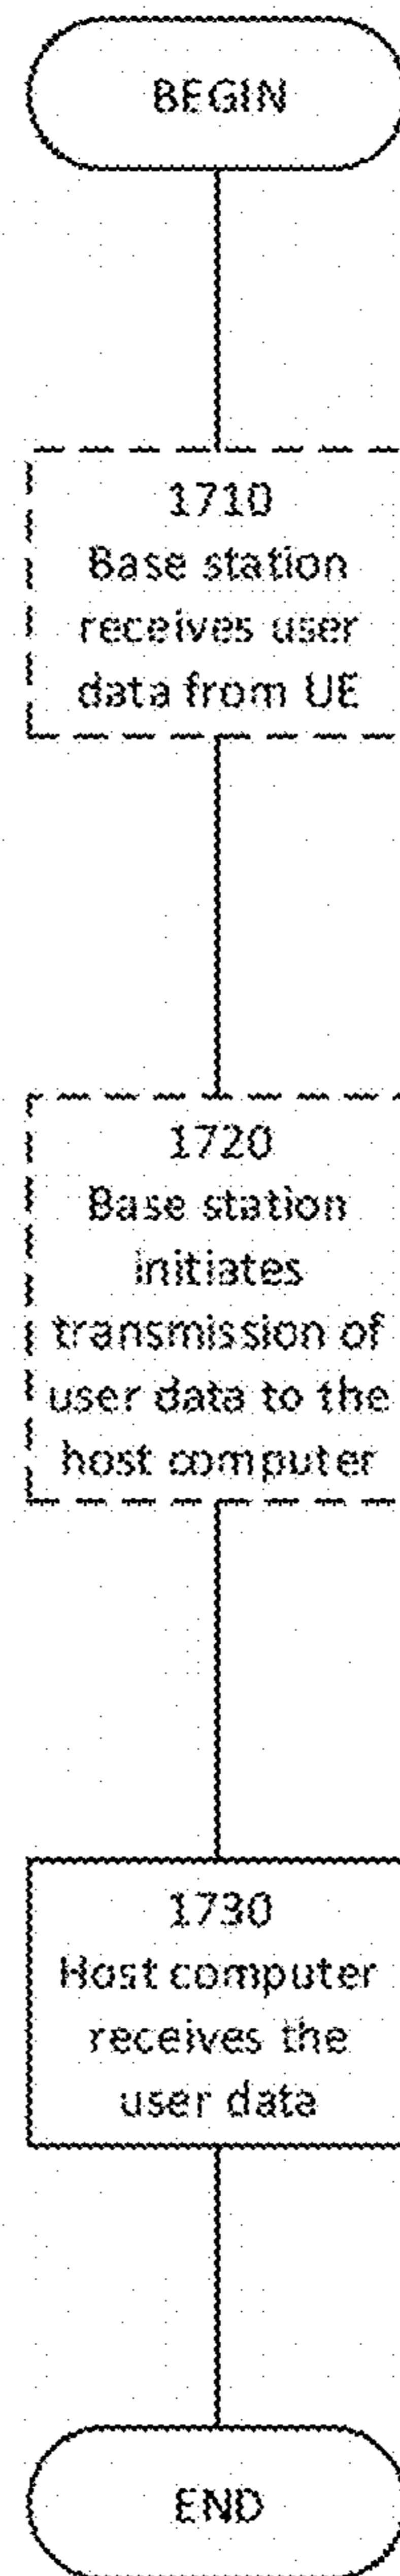 BEGIN
1710
Base station
receives user
data from UE
1720
Base station
initiates
transmission of
user data to the
host computer
1730
Host computer
receives the
user data
END